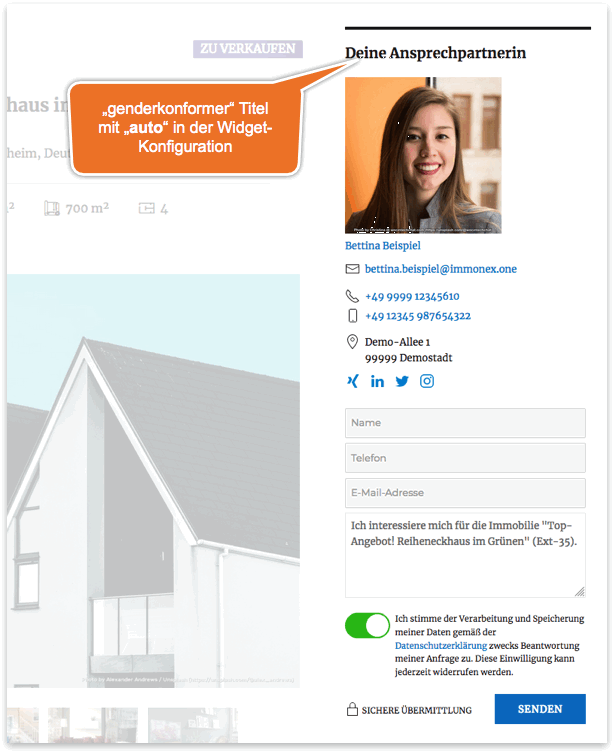 ZU VERKAUFEN
haus i
heim, Deut
700 m²
4
„genderkonformer“ Titel
mit „auto“ in der Widget-
Konfiguration
Deine Ansprechpartnerin
Bettina Beispiel
bettina.beispiel@immonex.one
+49 9999 12345610
+49 12345 987654322
Demo-Allee 1
99999 Demostadt
Name
Telefon
E-Mail-Adresse
Ich interessiere mich für die Immobilie "Top-
Angebot! Reiheneckhaus im Grünen" (Ext-35).
Ich stimme der Verarbeitung und Speicherung
meiner Daten gemäß der
Datenschutzerklärung zwecks Beantwortung
meiner Anfrage zu. Diese Einwilligung kann
jederzeit widerrufen werden.
SICHERE ÜBERMITTLUNG
SENDEN
Photo by Alexander Andrews /